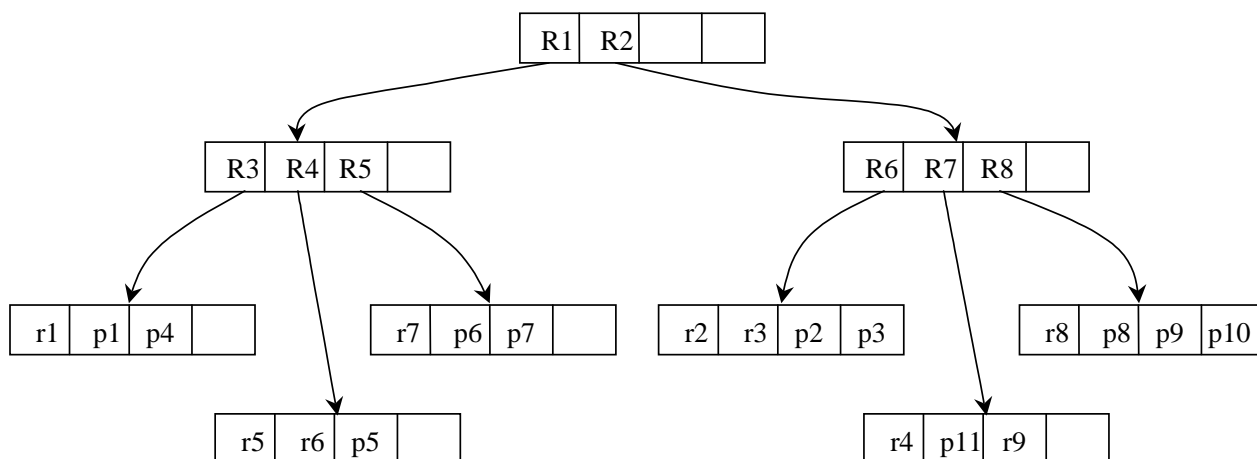 R1 R2
R3 R4 R5
R6 R7 R8
r1 p1 p4
r7 p6 p7
r2 r3 p2 p3
r8 p8 p9 p10
r5 r6 p5
r4 p11 r9